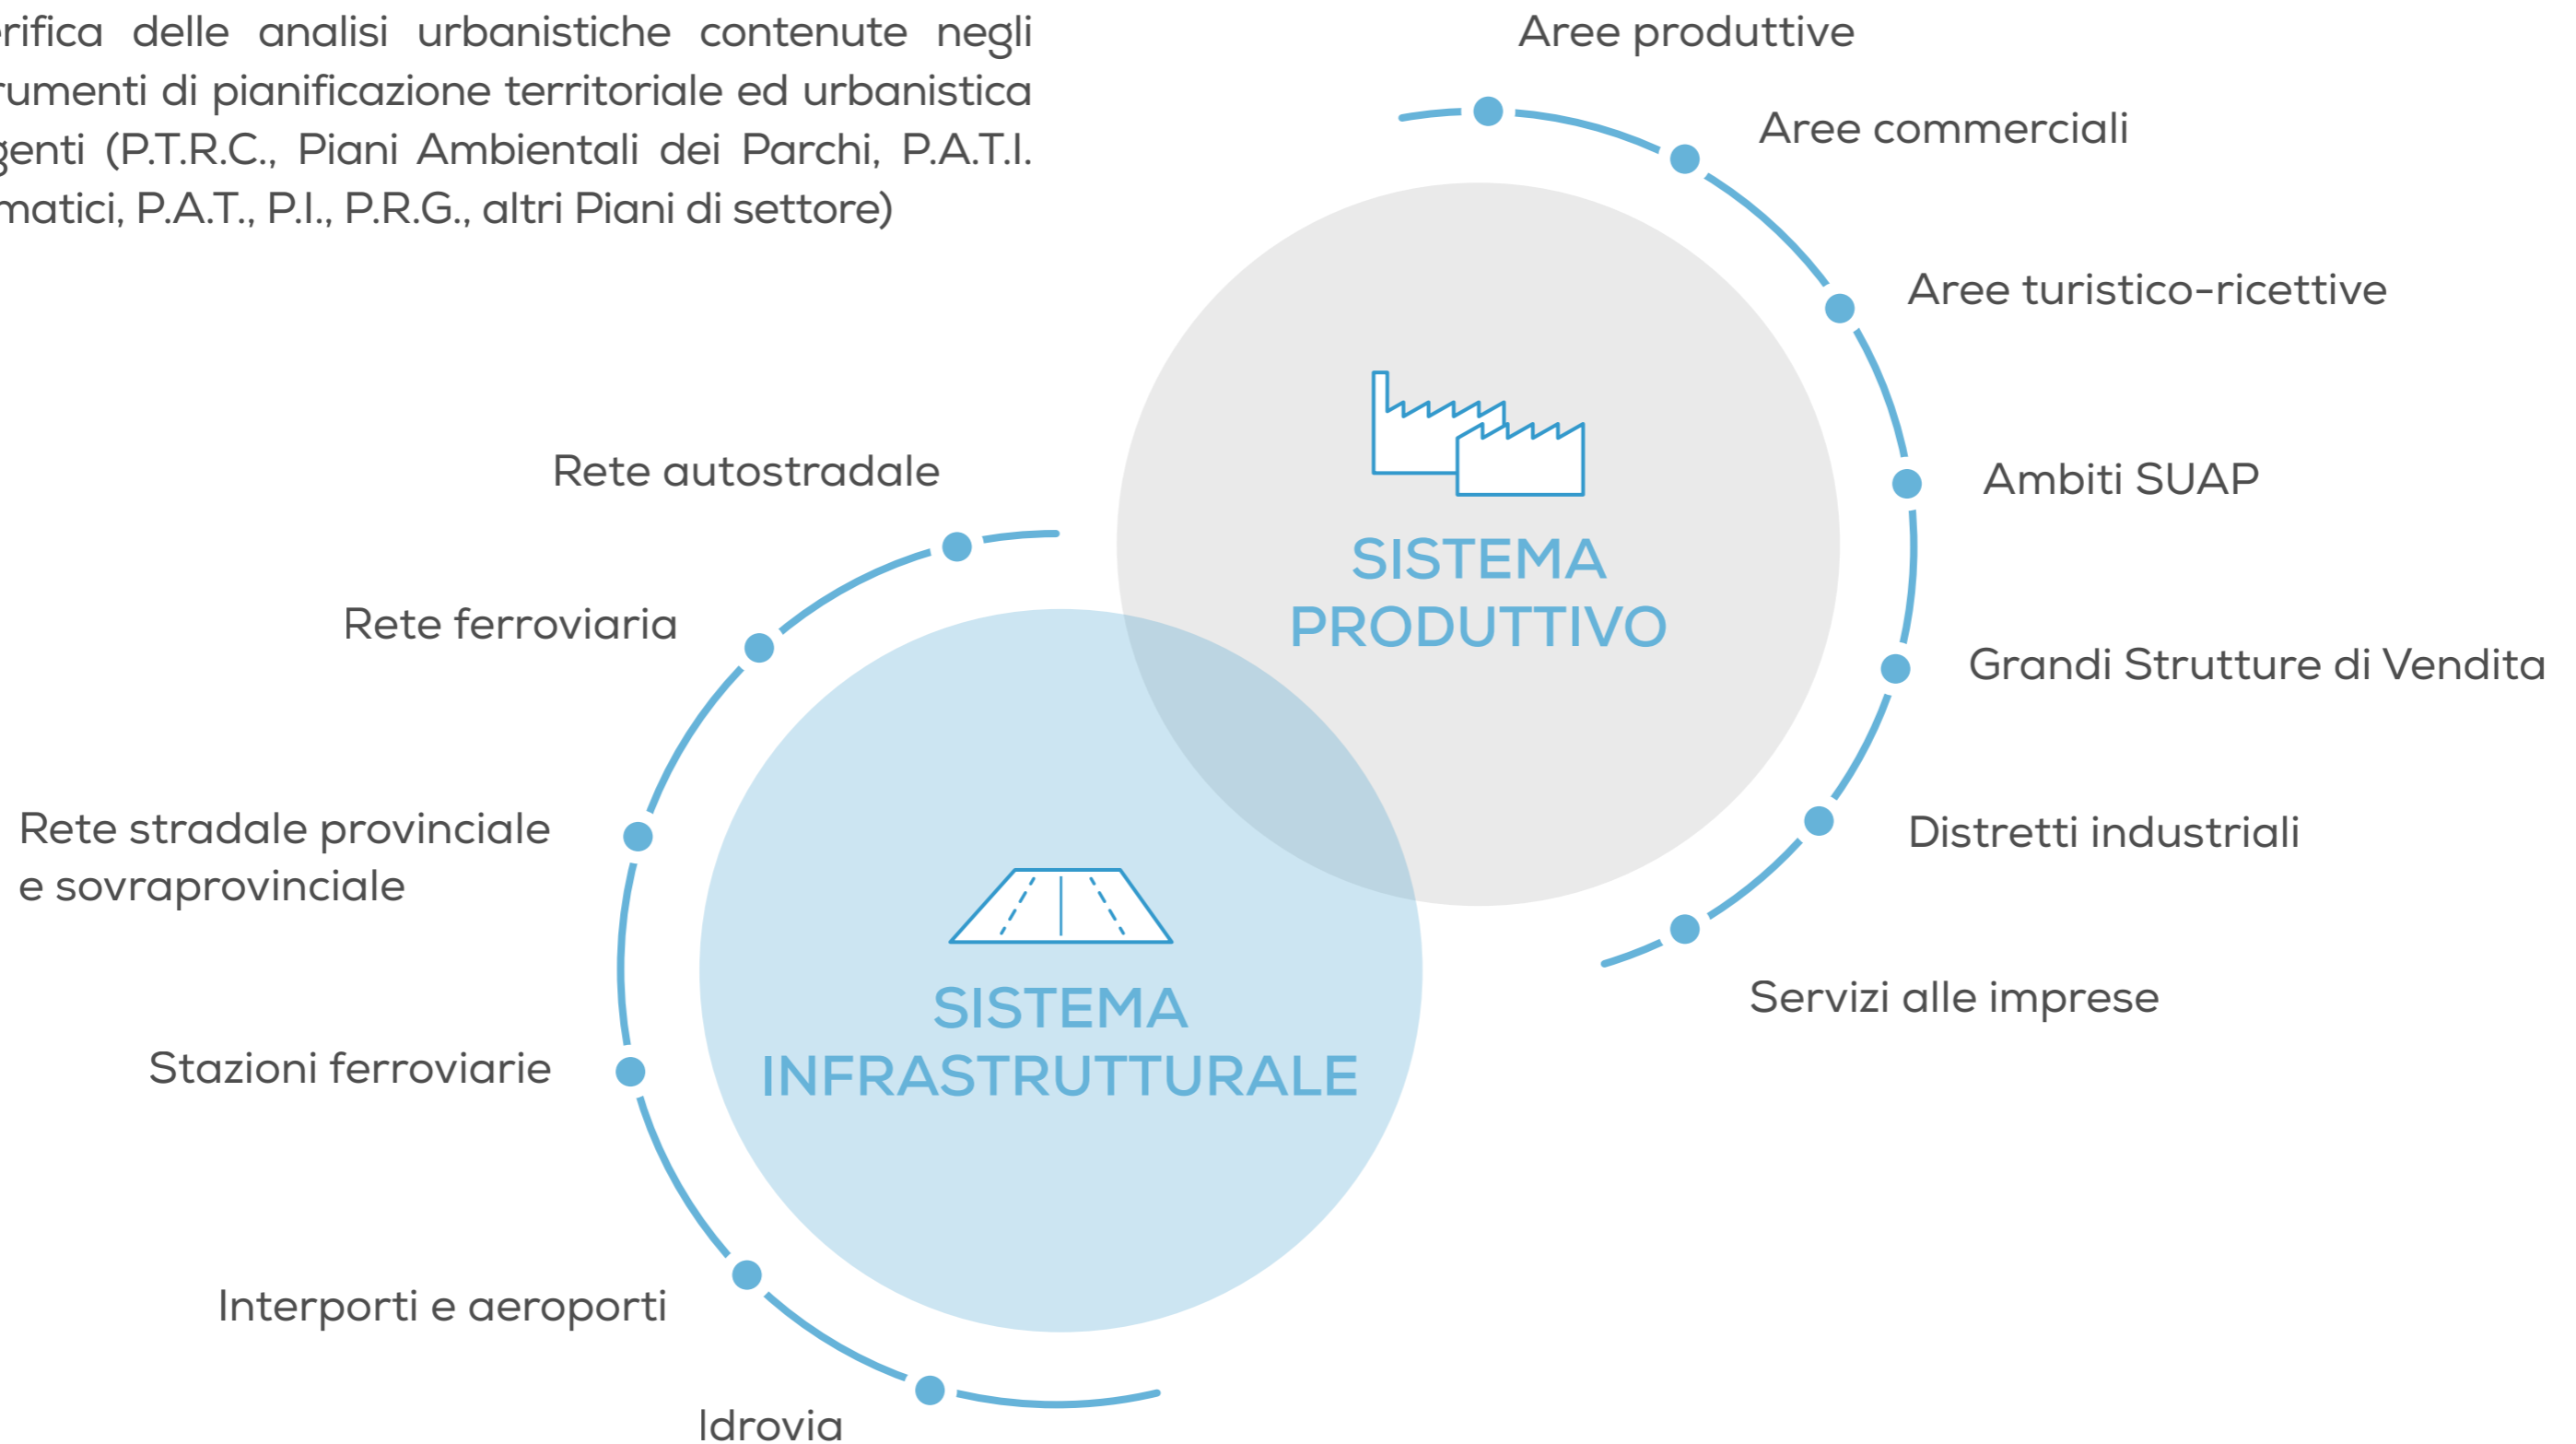 erifica delle analisi urbanistiche contenute negli
rumenti di pianificazione territoriale ed urbanistica
genti (P.T.R.C., Piani Ambientali dei Parchi, P.A.T.I.
matici, P.A.T., P.I., P.R.G., altri Piani di settore)
Aree produttive
Aree commerciali
Aree turistico-ricettive
Ambiti SUAP
Grandi Strutture di Vendita
Distretti industriali
Servizi alle imprese
SISTEMA
PRODUTTIVO
Rete autostradale
Rete ferroviaria
Rete stradale provinciale
e sovraprovinciale
Stazioni ferroviarie
Interporti e aeroporti
Idrovia
SISTEMA
INFRASTRUTTURALE